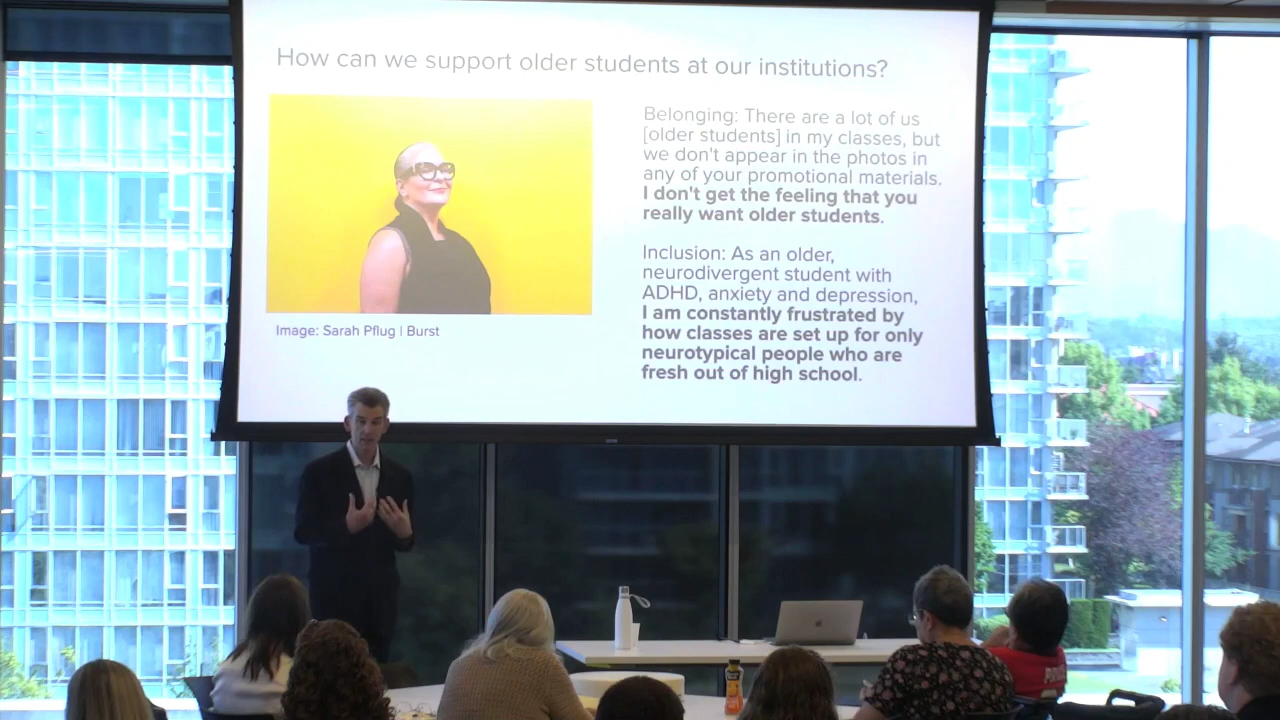 How can we support older students at our institutions?
Belonging: There are a lot of us
[older students] in my classes, but
we don't appear in the photos in
any of your promotional materials.
I don't get the feeling that you
really want older students.
Inclusion: As an older,
neurodivergent student with
ADHD, anxiety and depression,
I am constantly frustrated by
how classes are set up for only
neurotypical people who are
fresh out of high school.
Image: Sarah Pflug | Burst